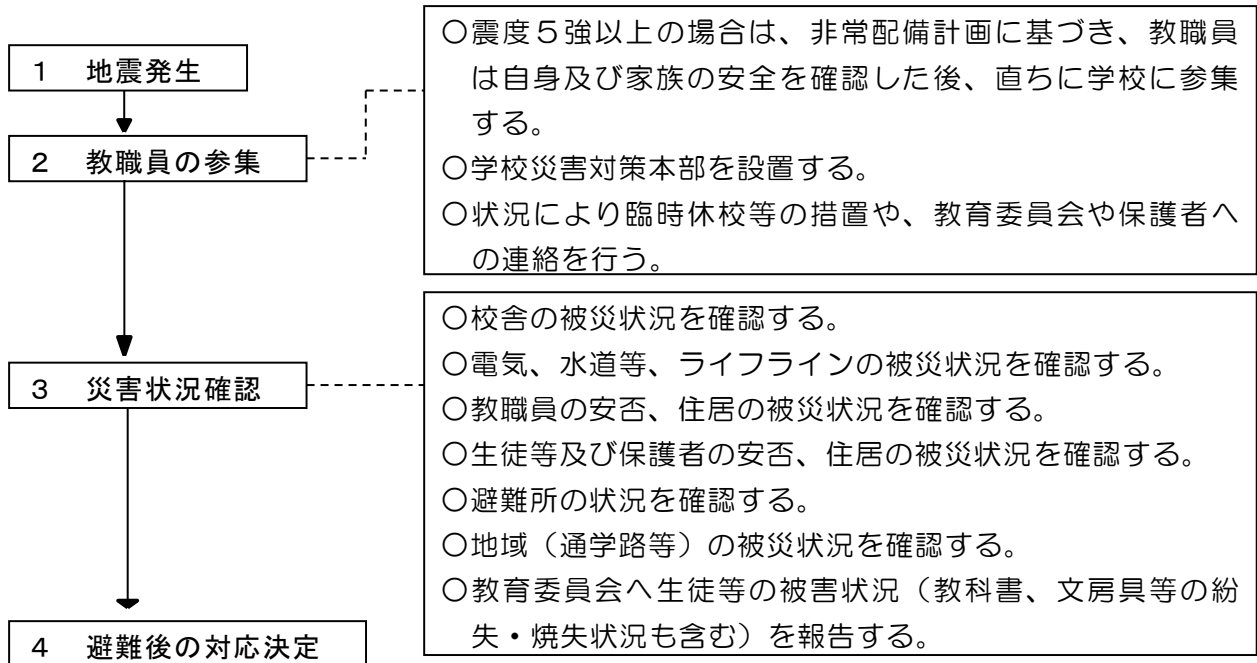 1　地震発生
2　教職員の参集
○震度５強以上の場合は、非常配備計画に基づき、教職員
は自身及び家族の安全を確認した後、直ちに学校に参集
する。
○学校災害対策本部を設置する。
○状況により臨時休校等の措置や、教育委員会や保護者へ
の連絡を行う。
3　災害状況確認
○校舎の被災状況を確認する。
○電気、水道等、ライフラインの被災状況を確認する。
○教職員の安否、住居の被災状況を確認する。
○生徒等及び保護者の安否、住居の被災状況を確認する。
○避難所の状況を確認する。
○地域（通学路等）の被災状況を確認する。
○教育委員会へ生徒等の被害状況（教科書、文房具等の紛
失・焼失状況も含む）を報告する。
4　避難後の対応決定